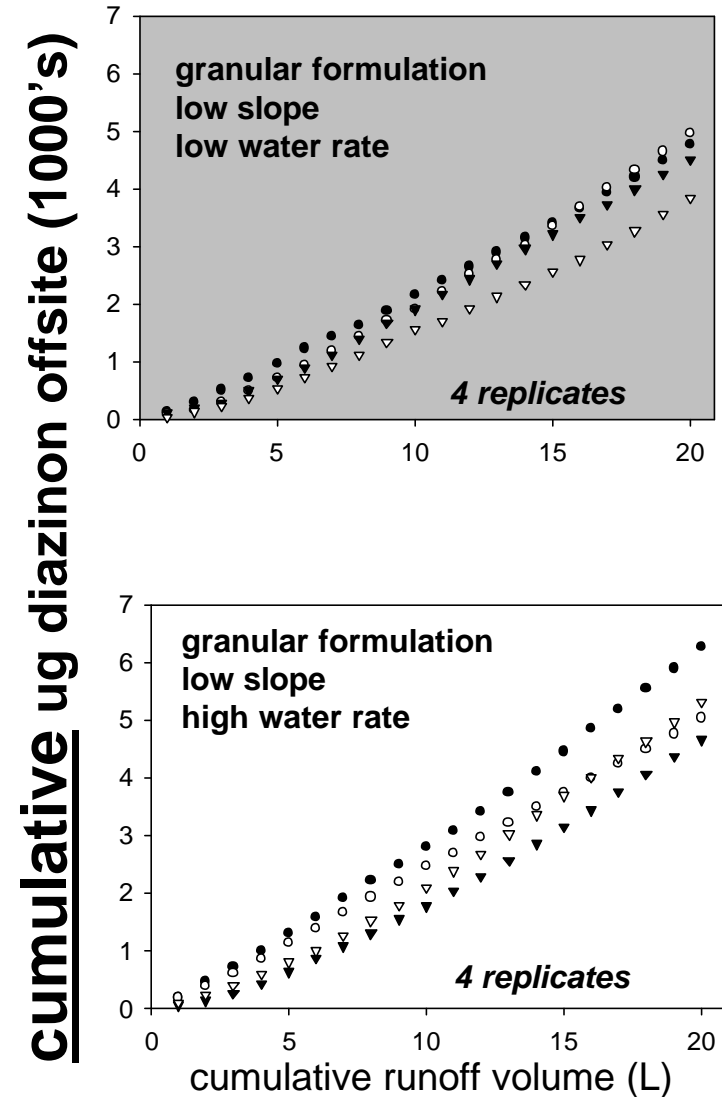 cumulative ug diazinon offsite (1000's)
7
6
5
4
3
2
1
0
granular formulation
low slope
low water rate
4 replicates
0 5 10 15 20
7
6
5
4
3
2
1
0
granular formulation
low slope
high water rate
4 replicates
0 5 10 15 20
cumulative runoff volume (L)